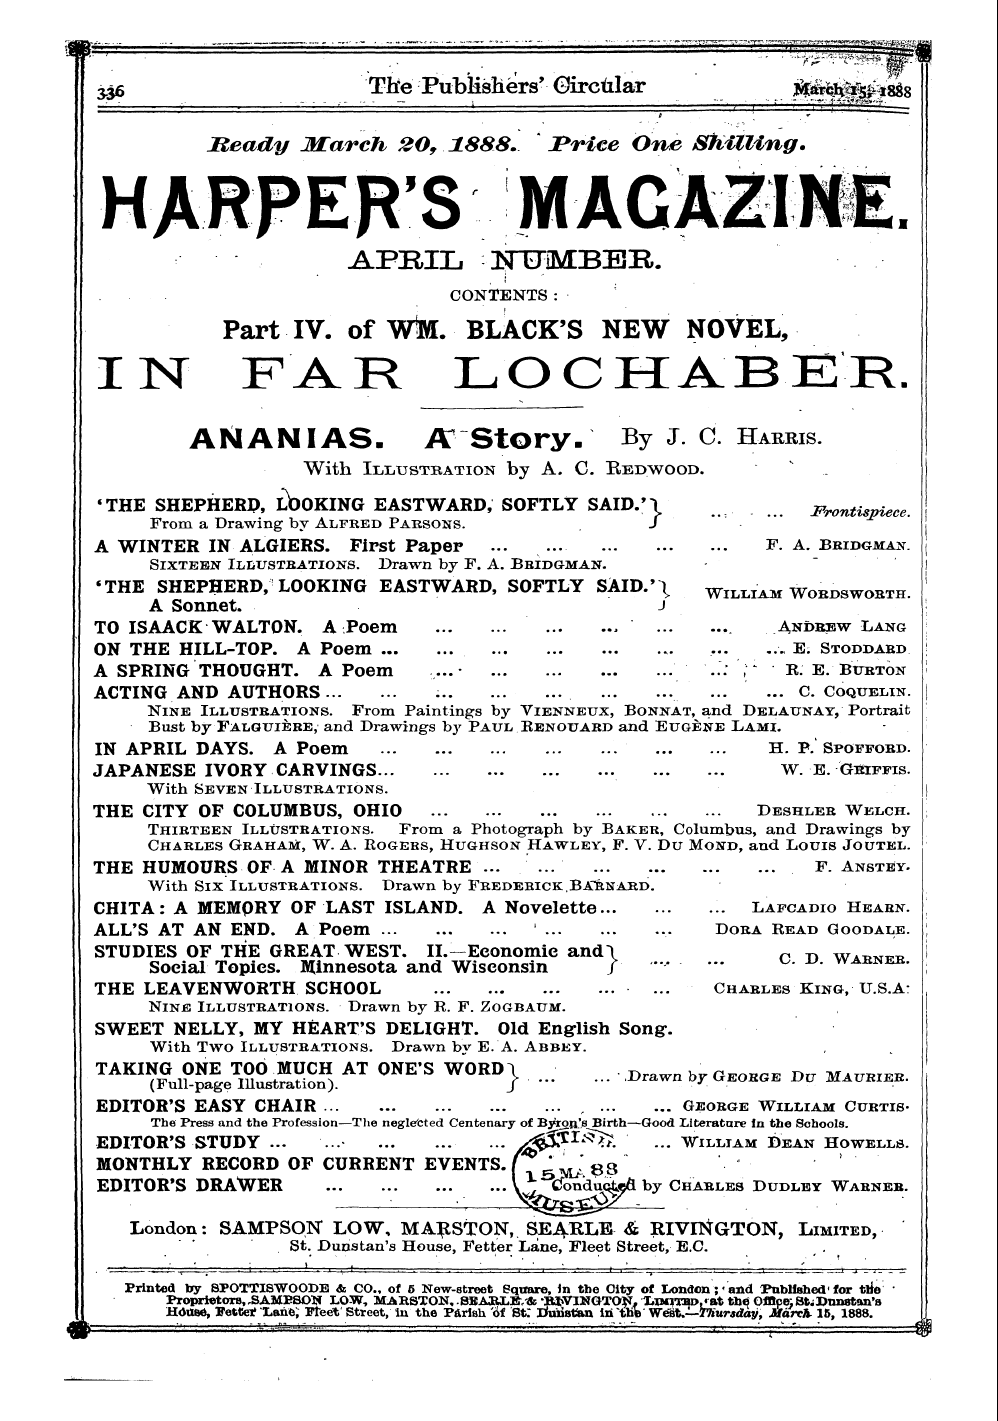 336 The Publishers' Circular March 15, 1888
Ready March 20, 1888. Price One Shilling.
HARPER'S MAGAZINE.
APRIL NUMBER.
CONTENTS:
Part IV. of WM. BLACK'S NEW NOVEL,
IN FAR LOCHABER.
ANANIAS. A Story. By J. C. HARRIS.
With ILLUSTRATION by A. C. REDWOOD.
'THE SHEPHERD, LOOKING EASTWARD, SOFTLY SAID.'} ... ... Frontispiece.
From a Drawing by ALFRED PARSONS.
A WINTER IN ALGIERS. First Paper ... ... ... ... ... F. A. BRIDGMAN.
SIXTEEN ILLUSTRATIONS. Drawn by F. A. BRIDGMAN.
'THE SHEPHERD, LOOKING EASTWARD, SOFTLY SAID.'} WILLIAM WORDSWORTH.
A Sonnet.
TO ISAACK WALTON. A Poem ... ... ... ... ... ... ANDREW LANG
ON THE HILL-TOP. A Poem ... ... ... ... ... ... ... E. STODDARD
A SPRING THOUGHT. A Poem ... ... ... ... ... ... R. E. BURTON
ACTING AND AUTHORS ... ... ... ... ... ... ... ... C. COQUELIN.
NINE ILLUSTRATIONS. From Paintings by VIENNEUX, BONNAT, and DELAUNAY, Portrait
Bust by FALGUIÈRE, and Drawings by PAUL RENOUARD and EUGÈNE LAMI.
IN APRIL DAYS. A Poem ... ... ... ... ... ... ... H. P. SPOFFORD.
JAPANESE IVORY CARVINGS... ... ... ... ... ... ... W. E. GRIFFIS.
With SEVEN ILLUSTRATIONS.
THE CITY OF COLUMBUS, OHIO ... ... ... ... ... DESHLER WELCH.
THIRTEEN ILLUSTRATIONS. From a Photograph by BAKER, Columbus, and Drawings by
CHARLES GRAHAM, W. A. ROGERS, HUGHSON HAWLEY, F. V. DU MOND, and LOUIS JOUTEL.
THE HUMOURS OF A MINOR THEATRE ... ... ... ... ... ... F. ANSTEY.
With SIX ILLUSTRATIONS. Drawn by FREDERICK BARNARD.
CHITA: A MEMORY OF LAST ISLAND. A Novelette... ... ... LAFCADIO HEARN.
ALL'S AT AN END. A Poem ... ... ... ... ... ... DORA READ GOODALE.
STUDIES OF THE GREAT WEST. II.—Economic and} ... ... C. D. WARNER.
Social Topics. Minnesota and Wisconsin
THE LEAVENWORTH SCHOOL ... ... ... ... ... CHARLES KING, U.S.A.
NINE ILLUSTRATIONS. Drawn by R. F. ZOGBAUM.
SWEET NELLY, MY HEART'S DELIGHT. Old English Song.
With TWO ILLUSTRATIONS. Drawn by E. A. ABBEY.
TAKING ONE TOO MUCH AT ONE'S WORD} ... ... Drawn by GEORGE DU MAURIER.
(Full-page Illustration).
EDITOR'S EASY CHAIR ... ... ... ... ... ... ... GEORGE WILLIAM CURTIS.
The Press and the Profession—The neglected Centenary of Byron's Birth—Good Literature in the Schools.
EDITOR'S STUDY ... ... ... ... ... ... WILLIAM DEAN HOWELLS.
MONTHLY RECORD OF CURRENT EVENTS.
EDITOR'S DRAWER ... ... ... ... Conducted by CHARLES DUDLEY WARNER.
BRITISH
15 MA 88
MUSEUM
London: SAMPSON LOW, MARSTON, SEARLE & RIVINGTON, LIMITED,
St. Dunstan's House, Fetter Lane, Fleet Street, E.C.
Printed by SPOTTISWOODE & CO., of 5 New-street Square, in the City of London; and Published for the
Proprietors, SAMPSON LOW, MARSTON, SEARLE & RIVINGTON, LIMITED, at the Office, St. Dunstan's
House, Fetter Lane, Fleet Street, in the Parish of St. Dunstan in the West.—Thursday, March 15, 1888.